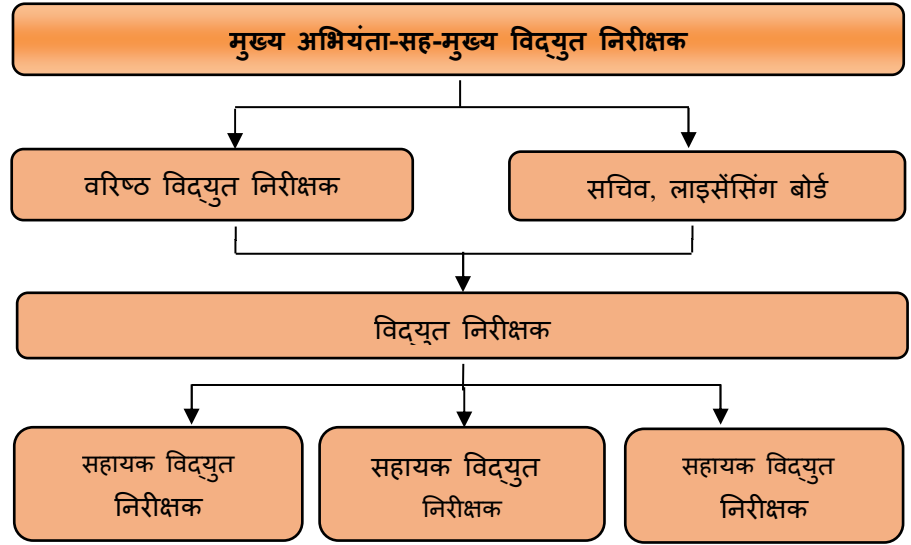 मुख्य अभियंता-सह-मुख्य विद्युत निरीक्षक
वरिष्ठ विद्युत निरीक्षक
सचिव, लाइसेंसिंग बोर्ड
विद्युत निरीक्षक
सहायक विद्युत
निरीक्षक
सहायक विद्युत
निरीक्षक
सहायक विद्युत
निरीक्षक